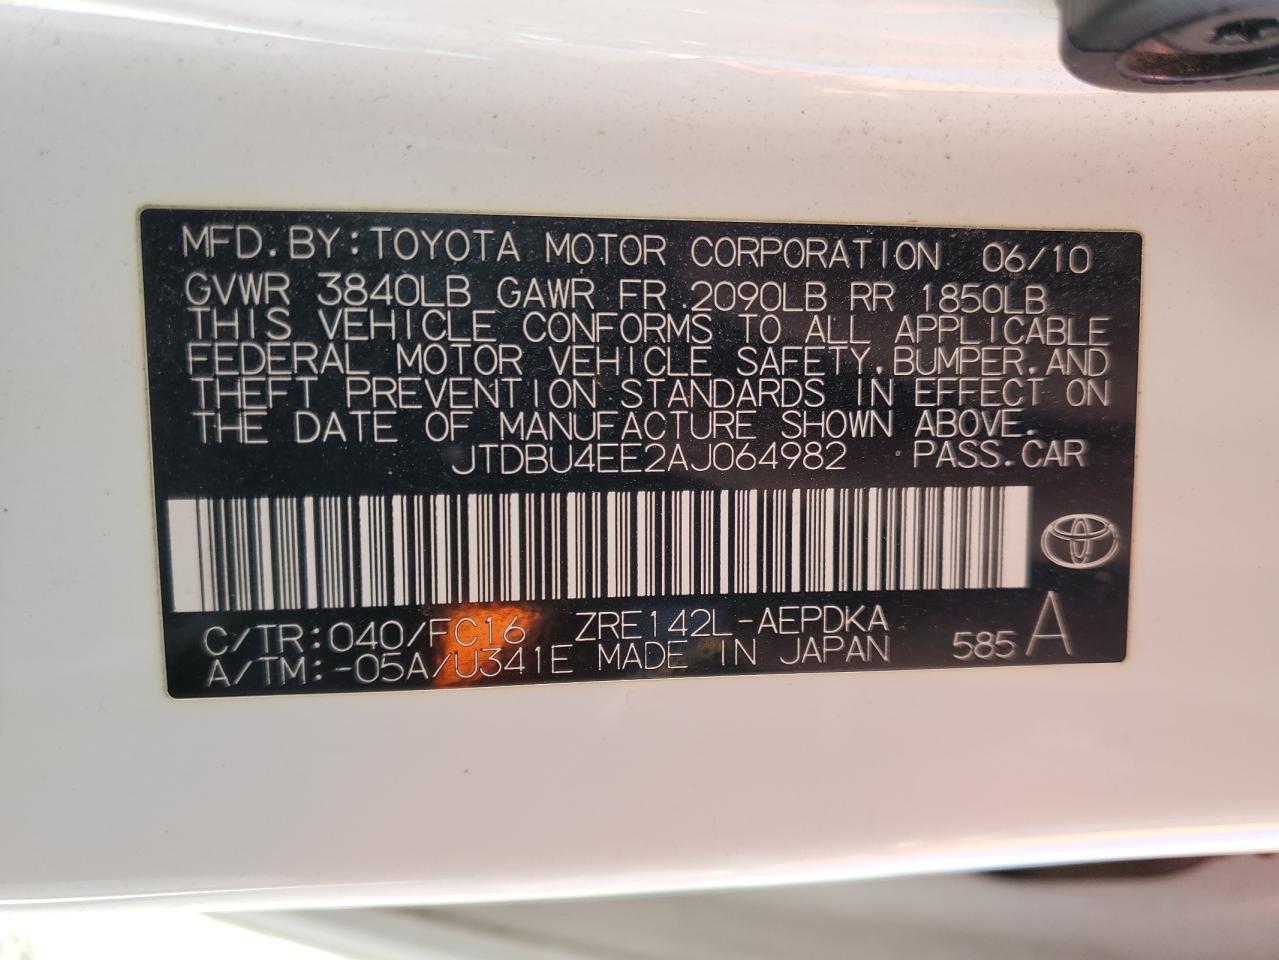 MFD.BY:TOYOTA MOTOR CORPORATION 06/10
GVWR 3840LB GAWR FR 2090LB RR 1850LB
THIS VEHICLE CONFORMS TO ALL APPLICABLE
FEDERAL MOTOR VEHICLE SAFETY,BUMPER,AND
THEFT PREVENTION STANDARDS IN EFFECT ON
THE DATE OF MANUFACTURE SHOWN ABOVE.
JTDBU4EE2AJ064982 PASS.CAR
C/TR:040/FC16 ZRE142L-AEPDKA
A/TM:-05A/U341E MADE IN JAPAN 585 A